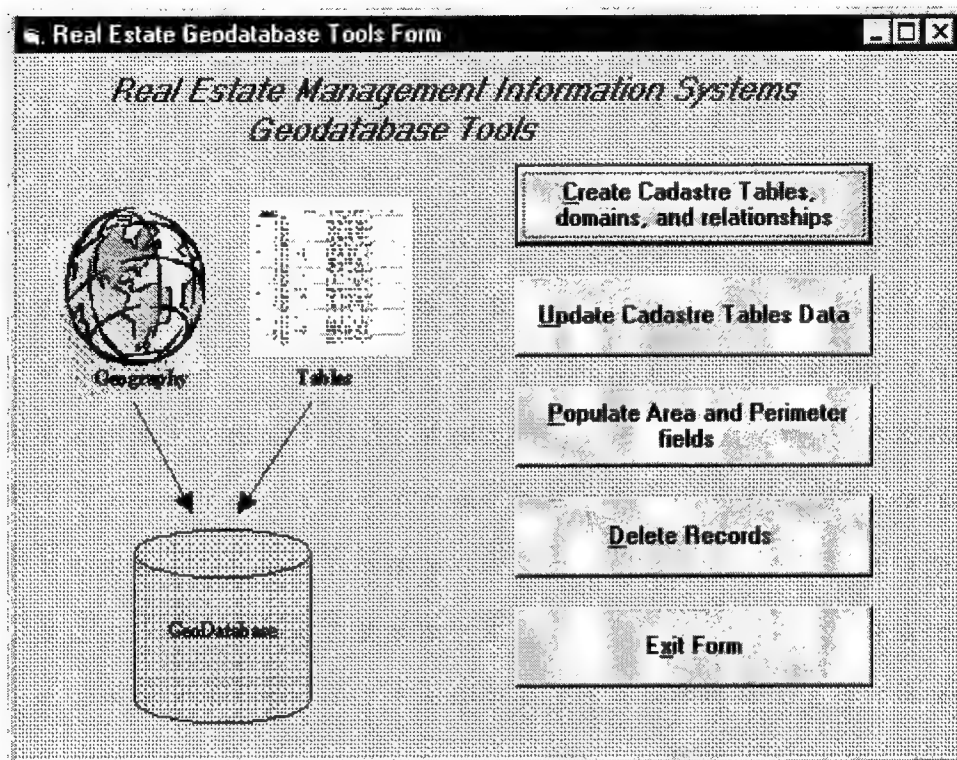 Real Estate Geodatabase Tools Form
Real Estate Management Information Systems
Geodatabase Tools
Create Cadastre Tables,
domains, and relationships
Geography
Tables
Update Cadastre Tables Data
Populate Area and Perimeter
fields
Delete Records
GeoDatabase
Exit Form